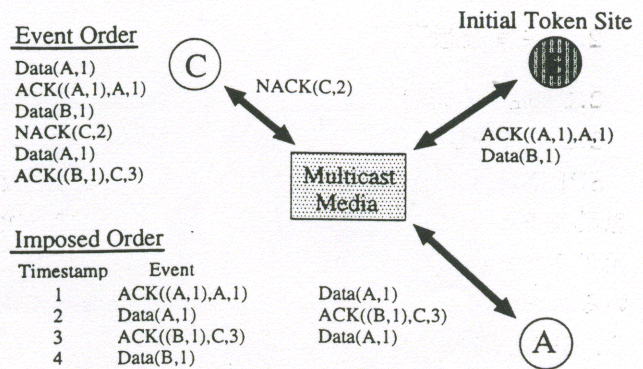 Event Order
Data(A,1)
ACK((A,1),A,1)
Data(B,1)
NACK(C,2)
Data(A,1)
ACK((B,1),C,3)
C
NACK(C,2)
Initial Token Site
ACK((A,1),A,1)
Data(B,1)
Multicast
Media
Imposed Order
Timestamp Event
1 ACK((A,1),A,1)
2 Data(A,1)
3 ACK((B,1),C,3)
4 Data(B,1)
Data(A,1)
ACK((B,1),C,3)
Data(A,1)
A